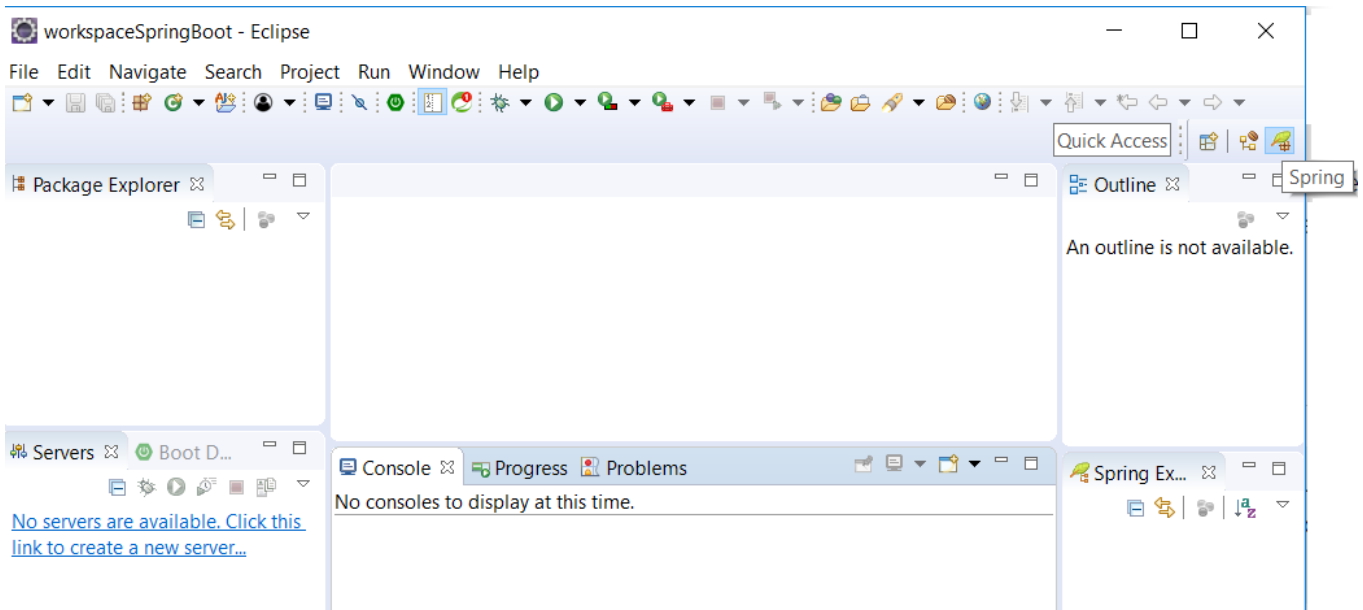 workspaceSpringBoot - Eclipse
File Edit Navigate Search Project Run Window Help
Quick Access
Spring
Package Explorer
Outline
An outline is not available.
Servers
Boot D...
No servers are available. Click this
link to create a new server...
Console
Progress
Problems
No consoles to display at this time.
Spring Ex...